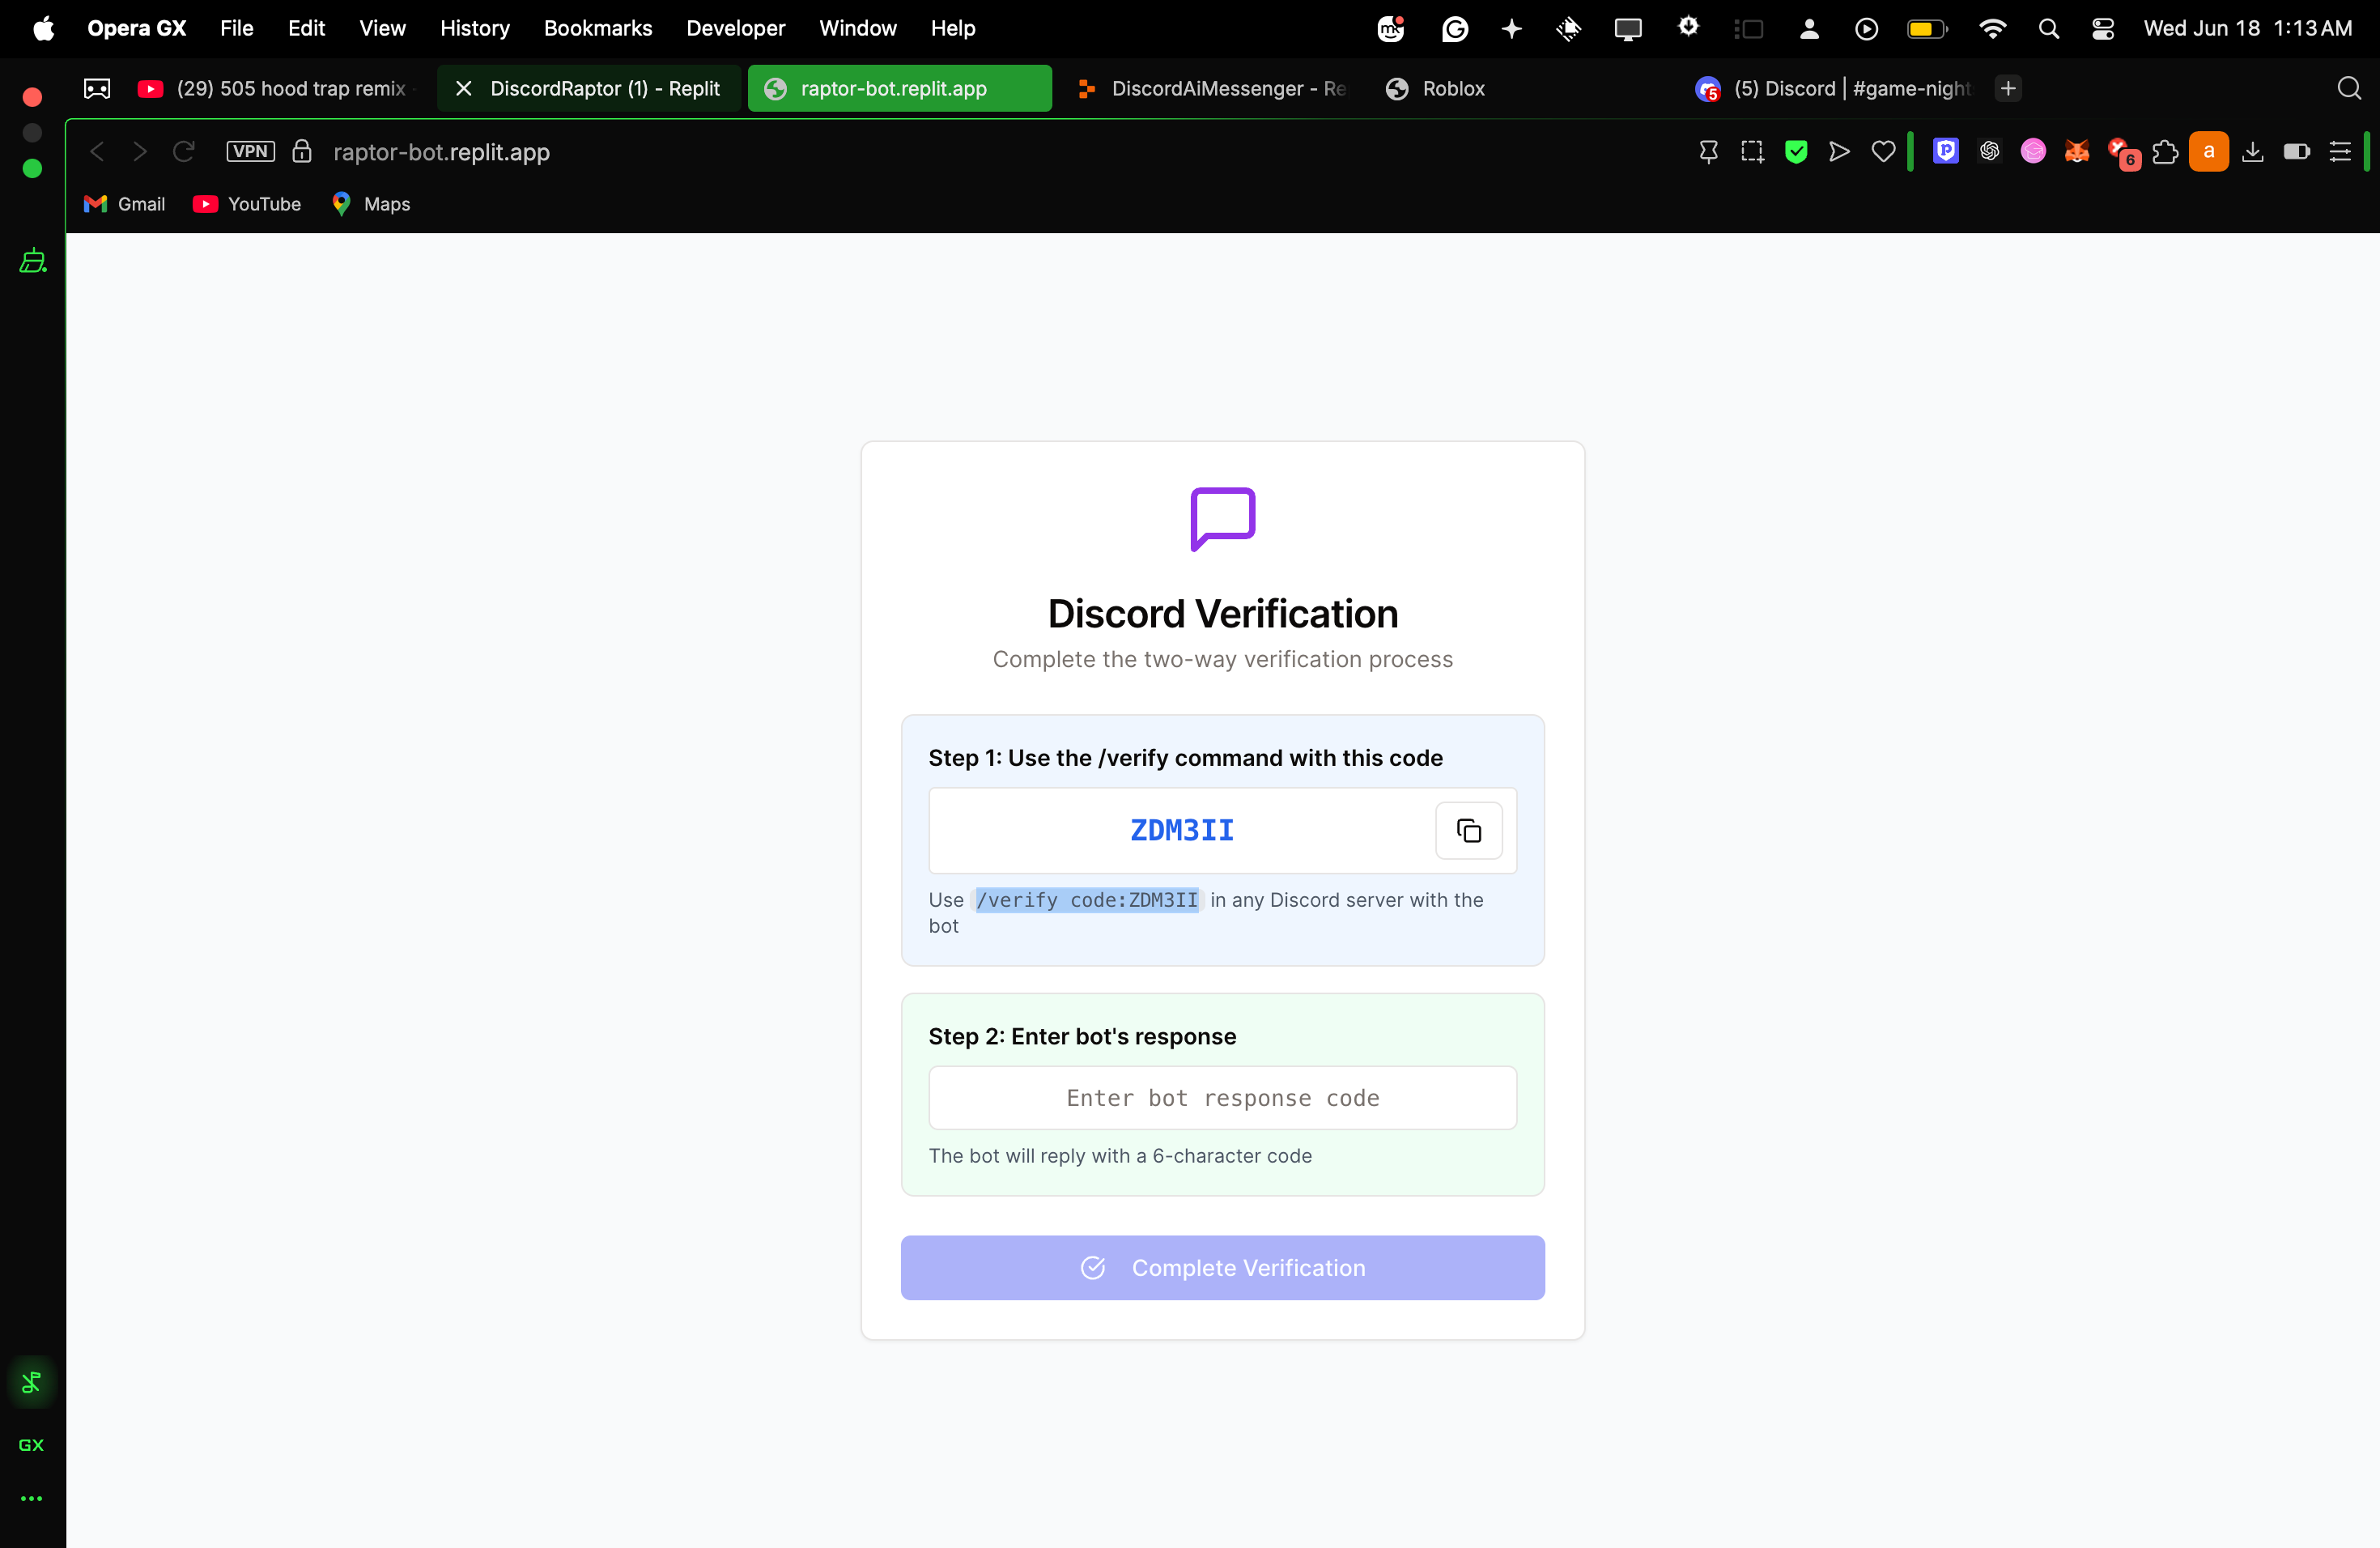 Opera GX File Edit View History Bookmarks Developer Window Help Wed Jun 18 1:13 AM
(29) 505 hood trap remix DiscordRaptor (1) - Replit raptor-bot.replit.app DiscordAiMessenger - Re Roblox 5 (5) Discord | #game-night
VPN raptor-bot.replit.app 6 a
Gmail YouTube Maps
Discord Verification
Complete the two-way verification process
Step 1: Use the /verify command with this code
ZDM3II
Use /verify code:ZDM3II in any Discord server with the
bot
Step 2: Enter bot's response
Enter bot response code
The bot will reply with a 6-character code
Complete Verification
GX